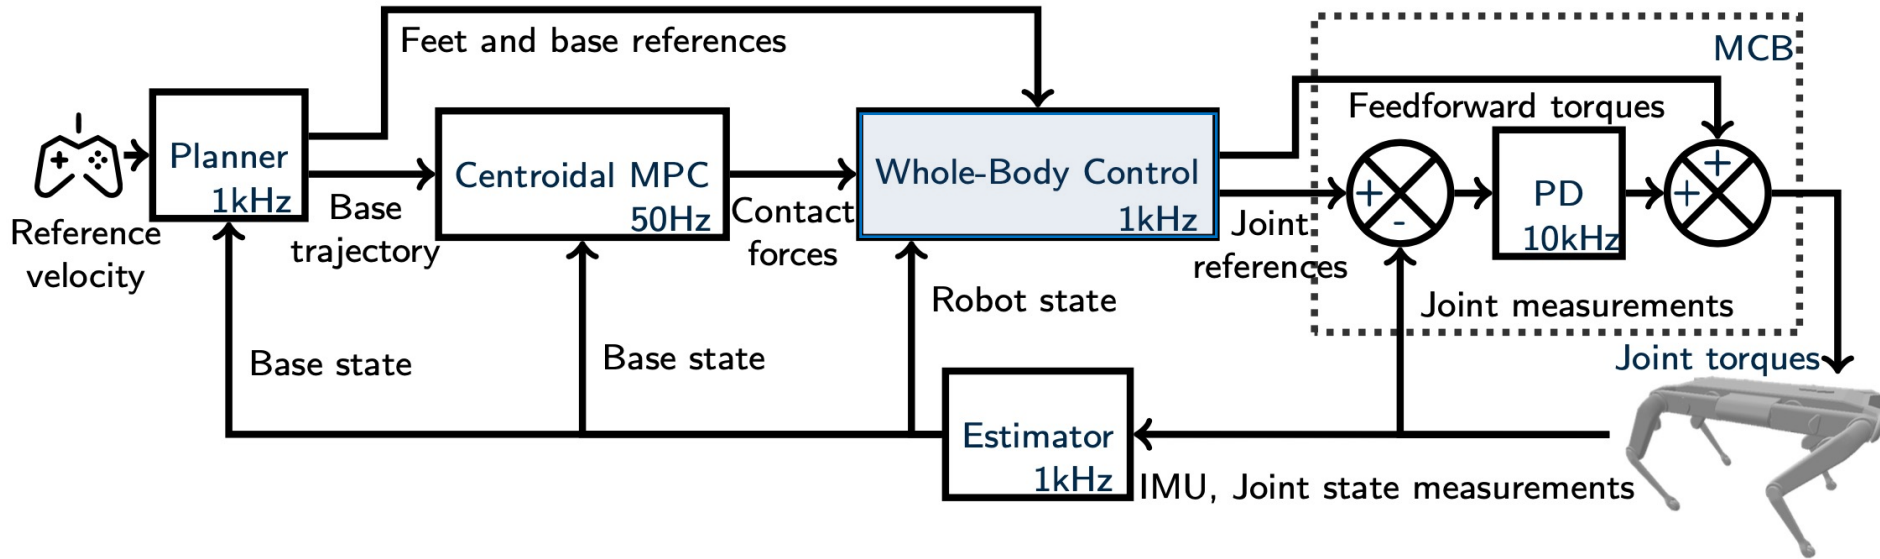 Feet and base references
MCB
Feedforward torques
Planner
1kHz
Centroidal MPC
50Hz
Whole-Body Control
1kHz
+
-
PD
10kHz
+
+
Reference
velocity
Base
trajectory
Contact
forces
Joint
references
Robot state
Joint measurements
Base state
Base state
Joint torques
Estimator
1kHz
IMU, Joint state measurements